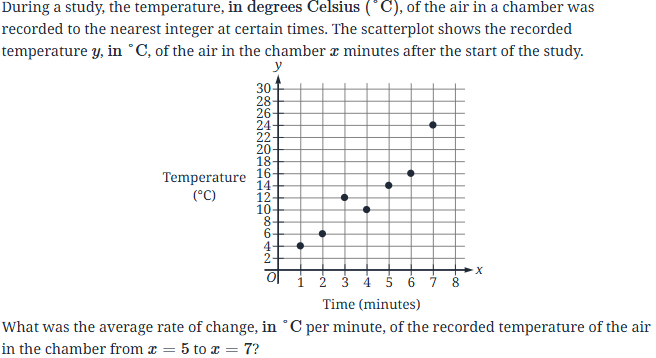 During a study, the temperature, in degrees Celsius (°C), of the air in a chamber was
recorded to the nearest integer at certain times. The scatterplot shows the recorded
temperature y, in °C, of the air in the chamber x minutes after the start of the study.
y
30
28
26
24
22
20
18
Temperature 16
14
(°C) 12
10
8
6
4
2
O 1 2 3 4 5 6 7 8 x
Time (minutes)
What was the average rate of change, in °C per minute, of the recorded temperature of the air
in the chamber from x = 5 to x = 7?